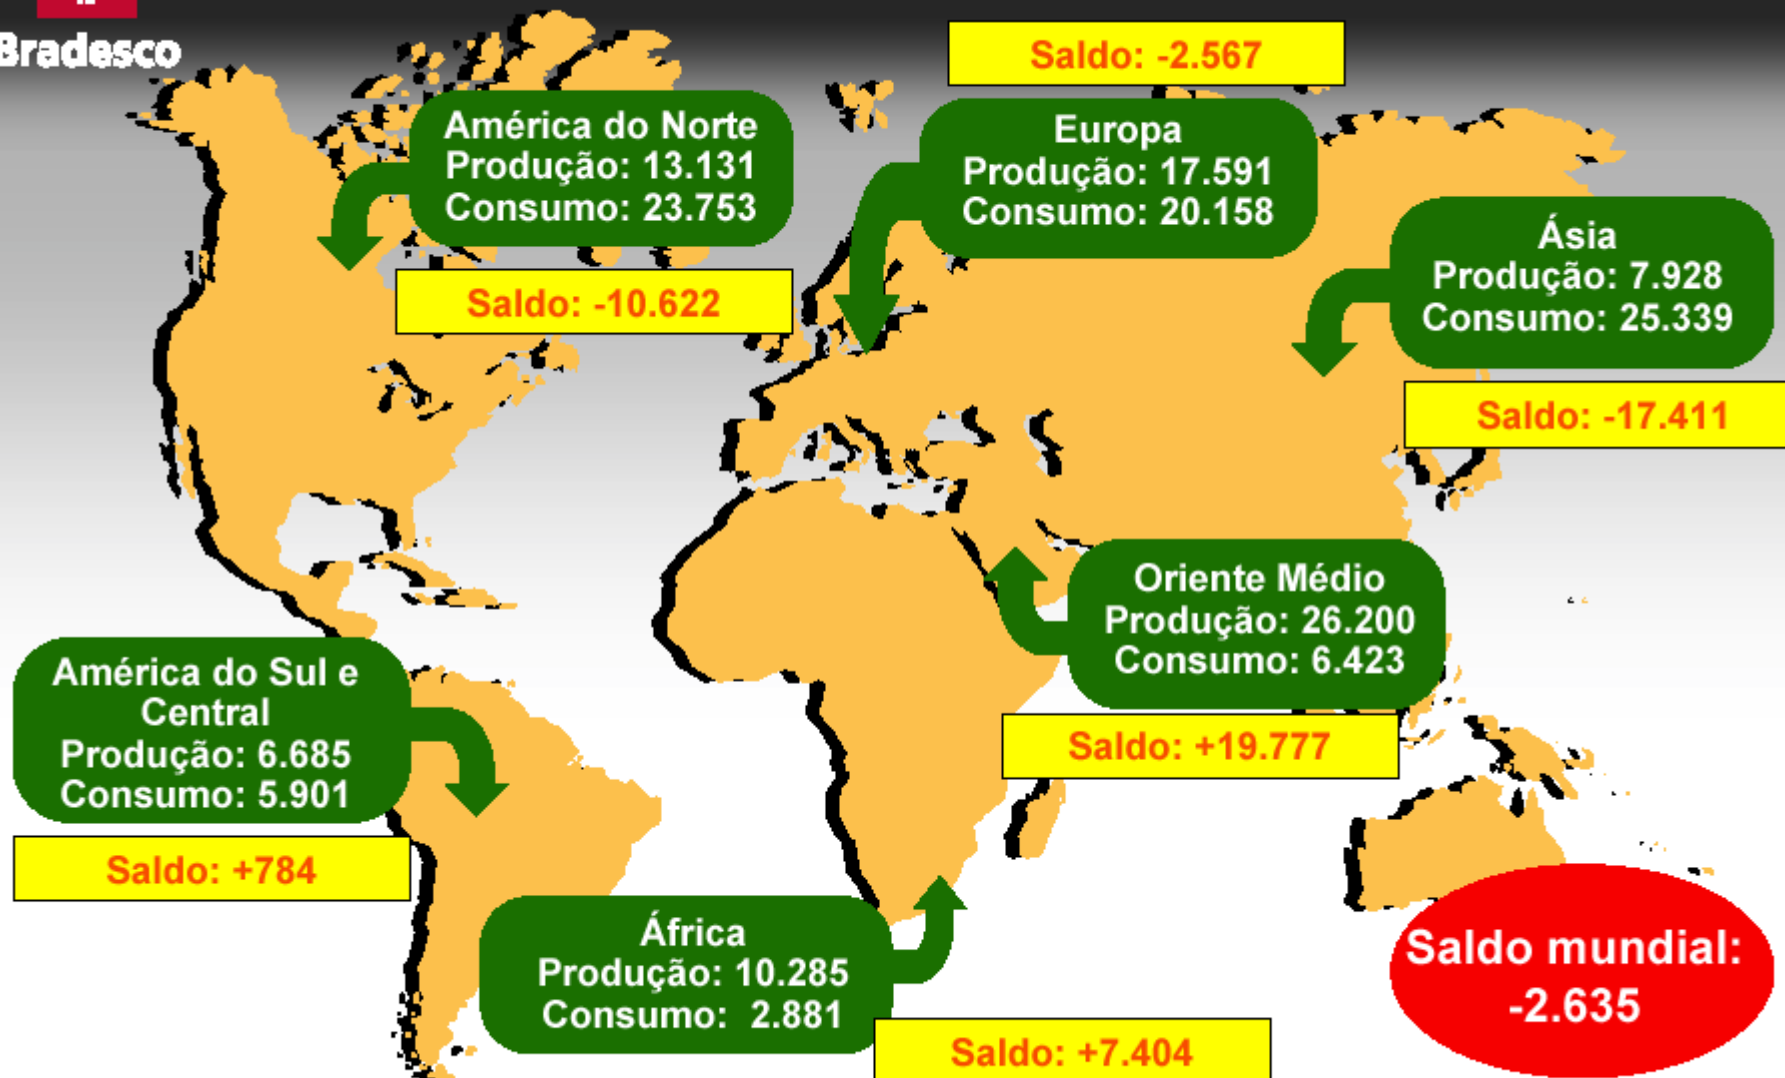 Bradesco
Saldo: -2.567
América do Norte
Produção: 13.131
Consumo: 23.753
Saldo: -10.622
Europa
Produção: 17.591
Consumo: 20.158
Ásia
Produção: 7.928
Consumo: 25.339
Saldo: -17.411
Oriente Médio
Produção: 26.200
Consumo: 6.423
Saldo: +19.777
América do Sul e
Central
Produção: 6.685
Consumo: 5.901
Saldo: +784
África
Produção: 10.285
Consumo: 2.881
Saldo: +7.404
Saldo mundial:
-2.635